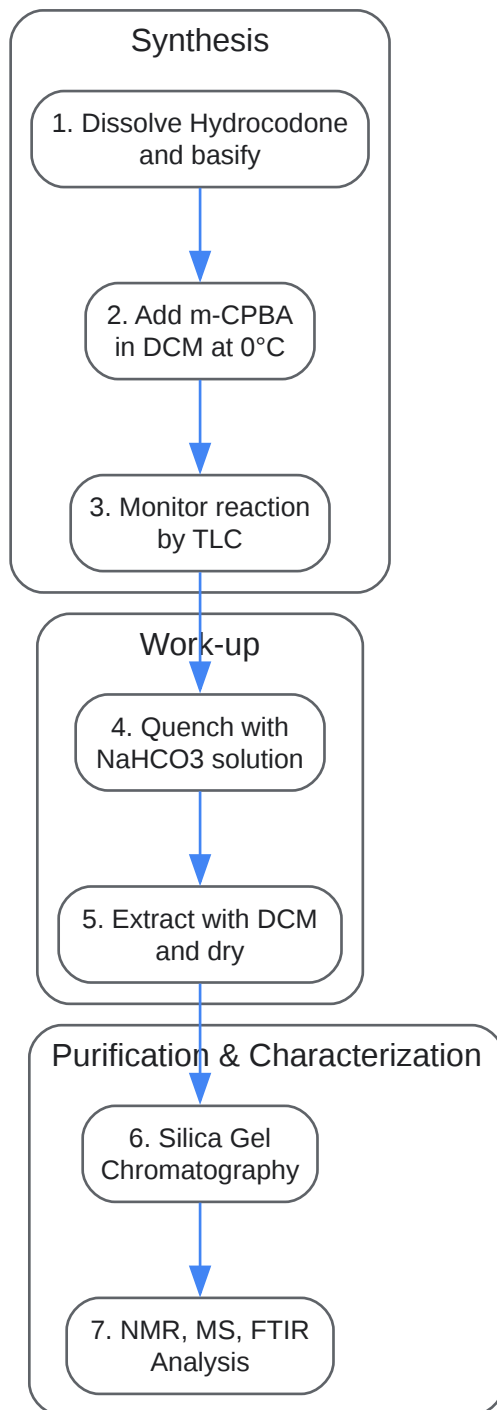 Synthesis
1. Dissolve Hydrocodone
and basify
2. Add m-CPBA
in DCM at 0°C
3. Monitor reaction
by TLC
Work-up
4. Quench with
NaHCO3 solution
5. Extract with DCM
and dry
Purification & Characterization
6. Silica Gel
Chromatography
7. NMR, MS, FTIR
Analysis